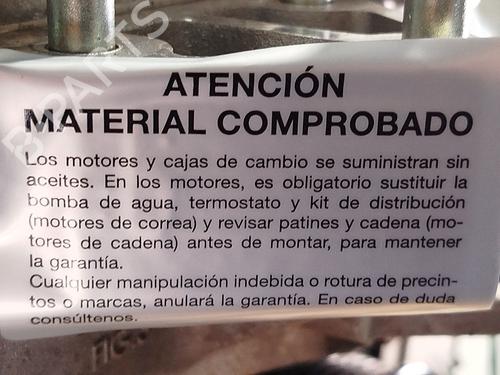 ATENCIÓN
MATERIAL COMPROBADO
Los motores y cajas de cambio se suministran sin
aceites. En los motores, es obligatorio sustituir la
bomba de agua, termostato y kit de distribución
(motores de correa) y revisar patines y cadena (mo-
tores de cadena) antes de montar, para mantener
la garantía.
Cualquier manipulación indebida o rotura de precin-
tos o marcas, anulará la garantía. En caso de duda
consúltenos.